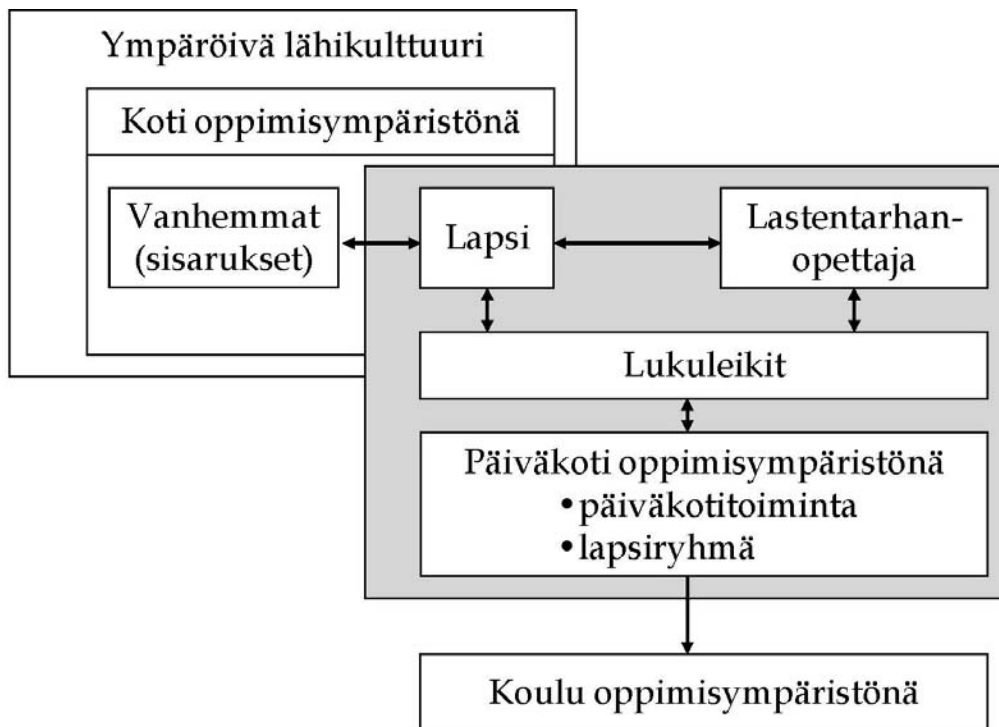 Ympäröivä lähikulttuuri
Koti oppimisympäristönä
Vanhemmat
(sisarukset)
Lapsi
Lastentarhan-
opettaja
Lukuleikit
Päiväkoti oppimisympäristönä
•päiväkotitoiminta
•lapsiryhmä
Koulu oppimisympäristönä